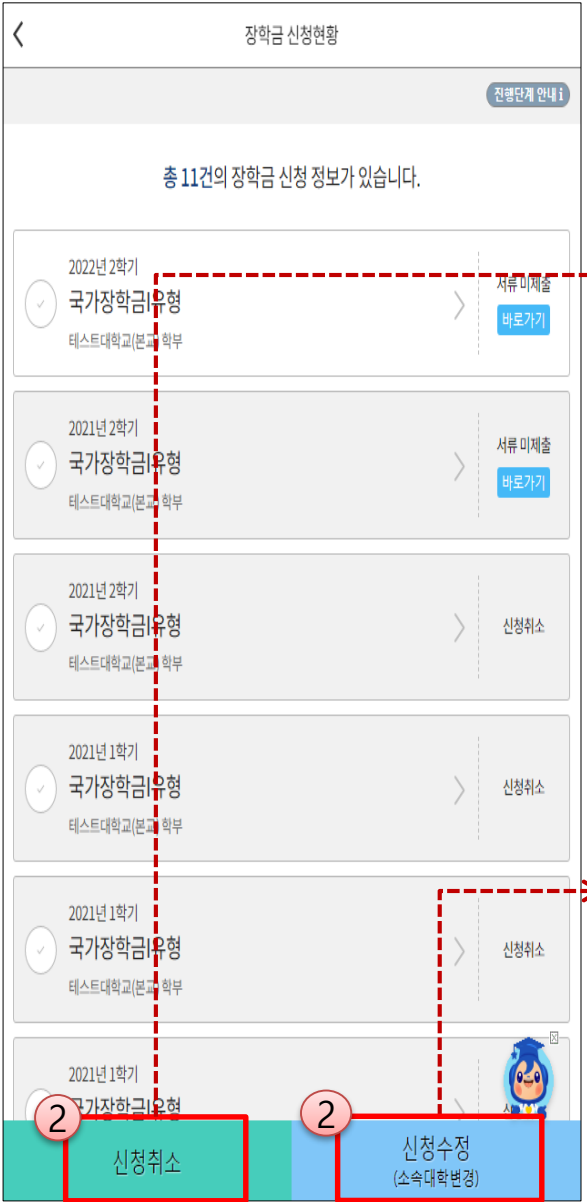 장학금 신청현황
진행단계 안내 i
총 11건의 장학금 신청 정보가 있습니다.
2022년 2학기
국가장학금I유형
테스트대학교(본교) 학부
서류 미제출
바로가기
2021년 2학기
국가장학금I유형
테스트대학교(본교) 학부
서류 미제출
바로가기
2021년 2학기
국가장학금I유형
테스트대학교(본교) 학부
신청취소
2021년 1학기
국가장학금I유형
테스트대학교(본교) 학부
신청취소
2021년 1학기
국가장학금I유형
테스트대학교(본교) 학부
신청취소
2021년 1학기
국가장학금I유형
2
신청취소
2
신청수정
(소속대학변경)